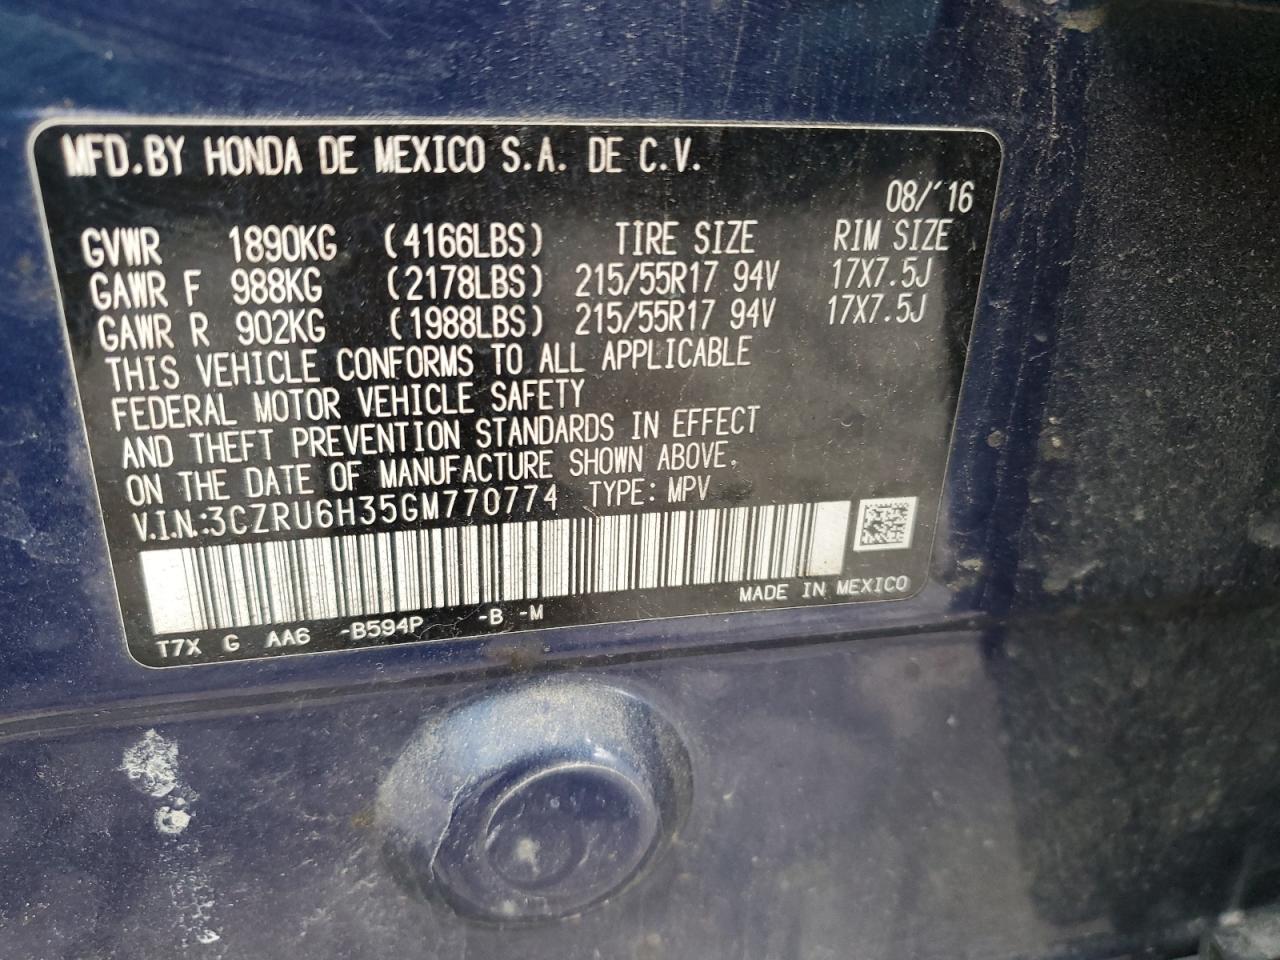 MFD.BY HONDA DE MEXICO S.A. DE C.V.
08/'16
GVWR 1890KG (4166LBS) TIRE SIZE RIM SIZE
GAWR F 988KG (2178LBS) 215/55R17 94V 17X7.5J
GAWR R 902KG (1988LBS) 215/55R17 94V 17X7.5J
THIS VEHICLE CONFORMS TO ALL APPLICABLE
FEDERAL MOTOR VEHICLE SAFETY
AND THEFT PREVENTION STANDARDS IN EFFECT
ON THE DATE OF MANUFACTURE SHOWN ABOVE.
V.I.N.:3CZRU6H35GM770774 TYPE: MPV
MADE IN MEXICO
T7X G AA6 -B594P -B -M